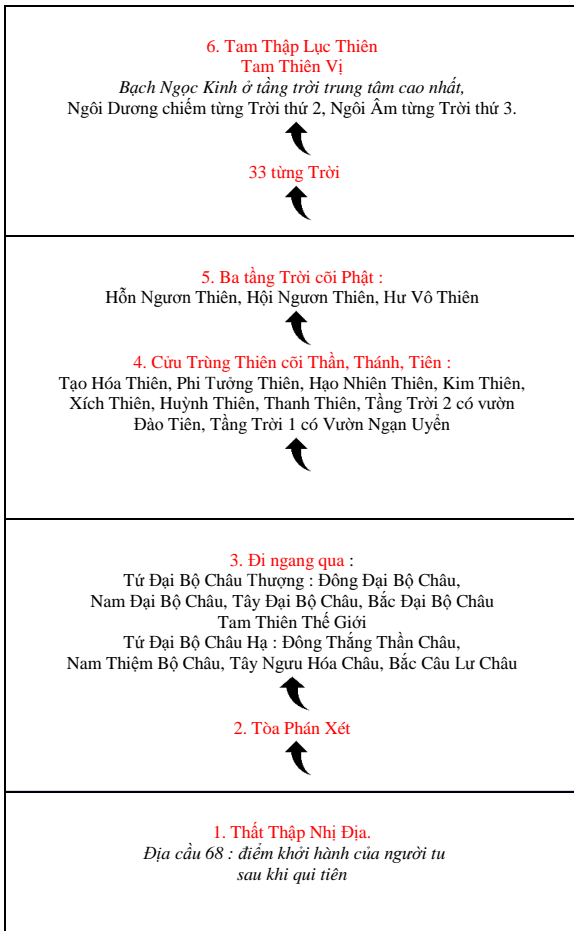 6. Tam Thập Lục Thiên
Tam Thiên Vị
Bạch Ngọc Kinh ở tầng trời trung tâm cao nhất,
Ngôi Dương chiếm từng Trời thứ 2, Ngôi Âm từng Trời thứ 3.
33 từng Trời
5. Ba tầng Trời cõi Phật :
Hỗn Ngươn Thiên, Hội Ngươn Thiên, Hư Vô Thiên
4. Cửu Trùng Thiên cõi Thần, Thánh, Tiên :
Tạo Hóa Thiên, Phi Tưởng Thiên, Hạo Nhiên Thiên, Kim Thiên,
Xích Thiên, Huỳnh Thiên, Thanh Thiên, Tầng Trời 2 có vườn
Đào Tiên, Tầng Trời 1 có Vườn Ngạn Uyển
3. Đi ngang qua :
Tứ Đại Bộ Châu Thượng : Đông Đại Bộ Châu,
Nam Đại Bộ Châu, Tây Đại Bộ Châu, Bắc Đại Bộ Châu
Tam Thiên Thế Giới
Tứ Đại Bộ Châu Hạ : Đông Thắng Thần Châu,
Nam Thiệm Bộ Châu, Tây Ngưu Hóa Châu, Bắc Câu Lư Châu
2. Tòa Phán Xét
1. Thất Thập Nhị Địa.
Địa cầu 68 : điểm khởi hành của người tu
sau khi qui tiên